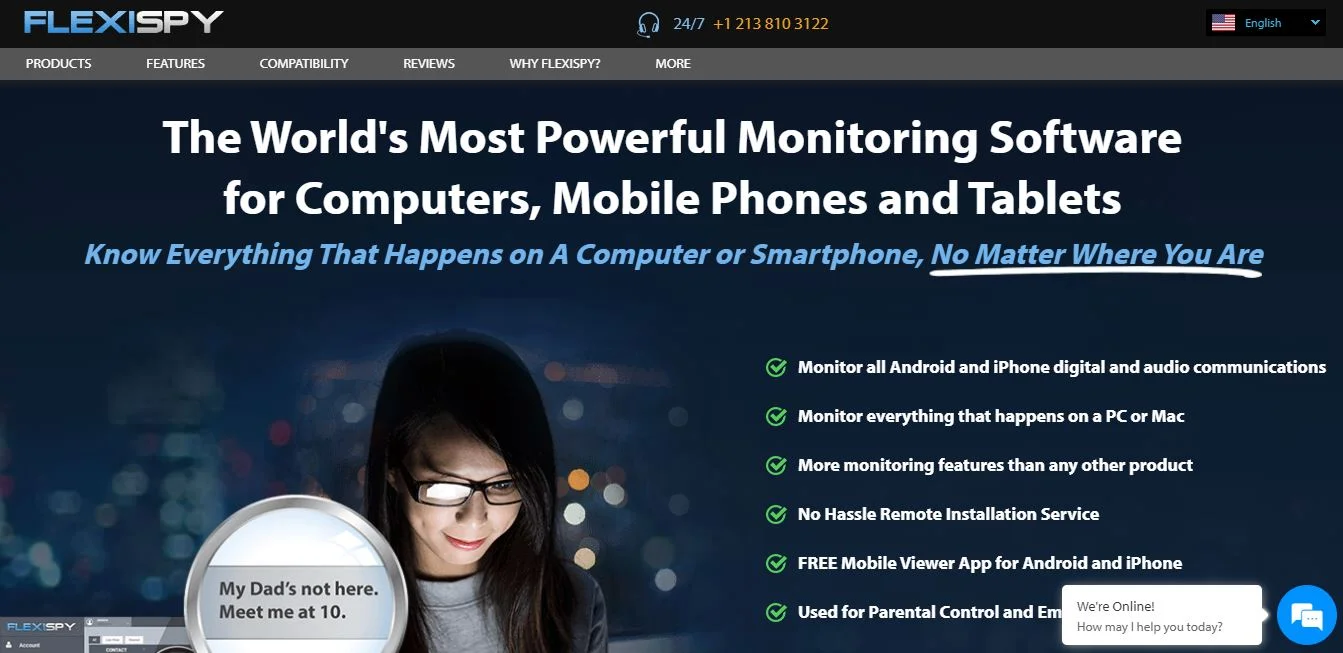 FLEXISPY
24/7 +1 213 810 3122
English
PRODUCTS FEATURES COMPATIBILITY REVIEWS WHY FLEXISPY? MORE
The World's Most Powerful Monitoring Software
for Computers, Mobile Phones and Tablets
Know Everything That Happens on A Computer or Smartphone, No Matter Where You Are
Monitor all Android and iPhone digital and audio communications
Monitor everything that happens on a PC or Mac
More monitoring features than any other product
No Hassle Remote Installation Service
FREE Mobile Viewer App for Android and iPhone
Used for Parental Control and Em
My Dad’s not here.
Meet me at 10.
We're Online!
How may I help you today?
FLEXISPY
Account
CONTACT